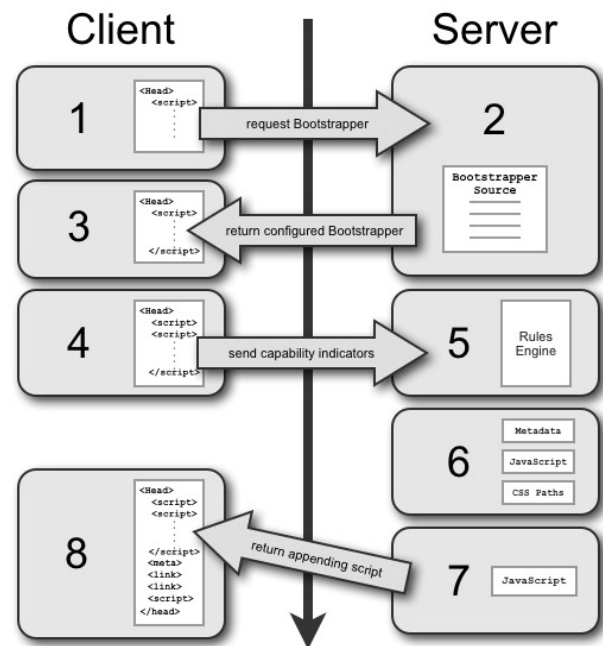 Client
Server
1
<Head>
<script>
request Bootstrapper
2
Bootstrapper
Source
3
<Head>
<script>
</script>
return configured Bootstrapper
4
<Head>
<script>
<script>
</script>
send capability indicators
5
Rules
Engine
6
Metadata
JavaScript
CSS Paths
8
<Head>
<script>
<script>
</script>
<meta>
<link>
<link>
<script>
</head>
return appending script
7
JavaScript